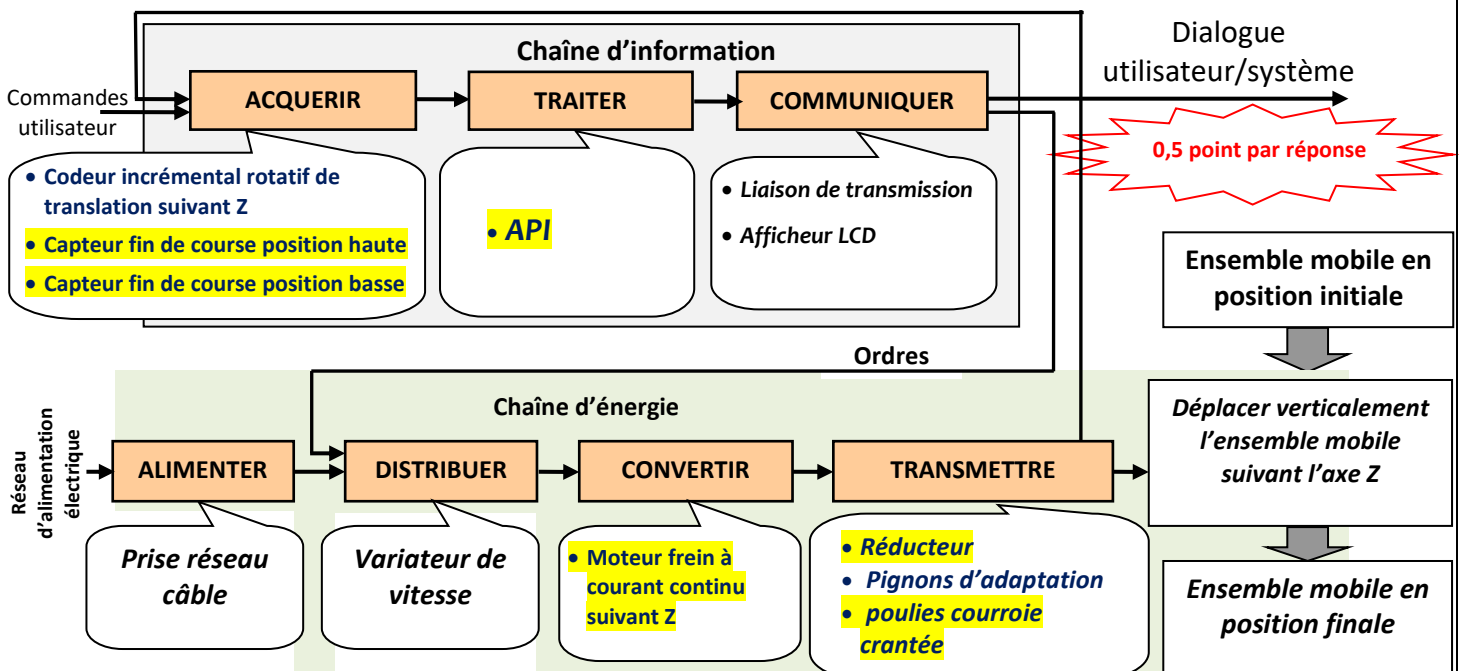 Chaîne d’information
Dialogue
utilisateur/système
Commandes
utilisateur
ACQUERIR
TRAITER
COMMUNIQUER
0,5 point par réponse
• Codeur incrémental rotatif de
translation suivant Z
• Capteur fin de course position haute
• Capteur fin de course position basse
• API
• Liaison de transmission
• Afficheur LCD
Ensemble mobile en
position initiale
Ordres
Chaîne d’énergie
Réseau
d’alimentation
électrique
ALIMENTER
DISTRIBUER
CONVERTIR
TRANSMETTRE
Déplacer verticalement
l’ensemble mobile
suivant l’axe Z
Prise réseau
câble
Variateur de
vitesse
• Moteur frein à
courant continu
suivant Z
• Réducteur
• Pignons d’adaptation
• poulies courroie
crantée
Ensemble mobile en
position finale